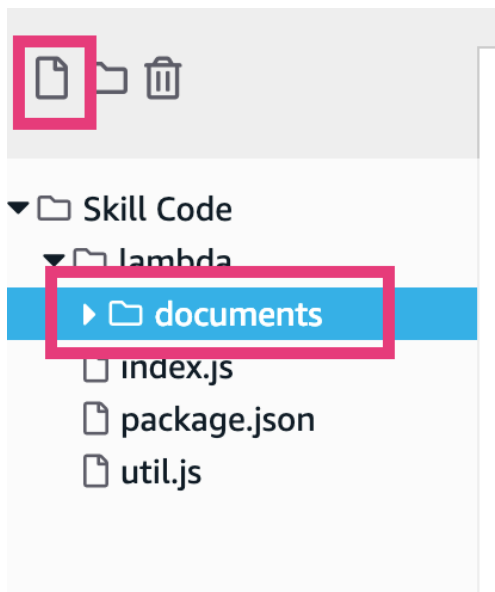 Skill Code
lambda
documents
index.js
package.json
util.js